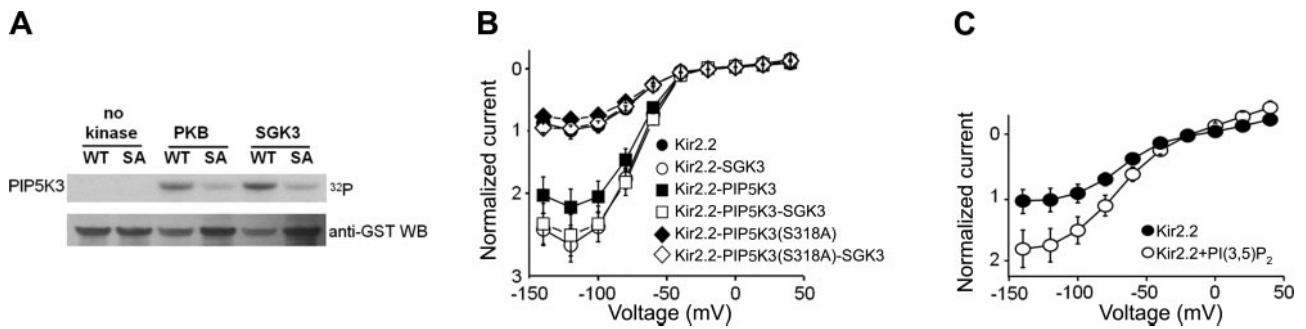 A
no kinase PKB SGK3
WT SA WT SA WT SA
PIP5K3
32P
anti-GST WB
B
Normalized current
0
1
2
3
Kir2.2
Kir2.2-SGK3
Kir2.2-PIP5K3
Kir2.2-PIP5K3-SGK3
Kir2.2-PIP5K3(S318A)
Kir2.2-PIP5K3(S318A)-SGK3
-150 -100 -50 0 50
Voltage (mV)
C
Normalized current
0
1
2
Kir2.2
Kir2.2+PI(3,5)P2
-150 -100 -50 0 50
Voltage (mV)